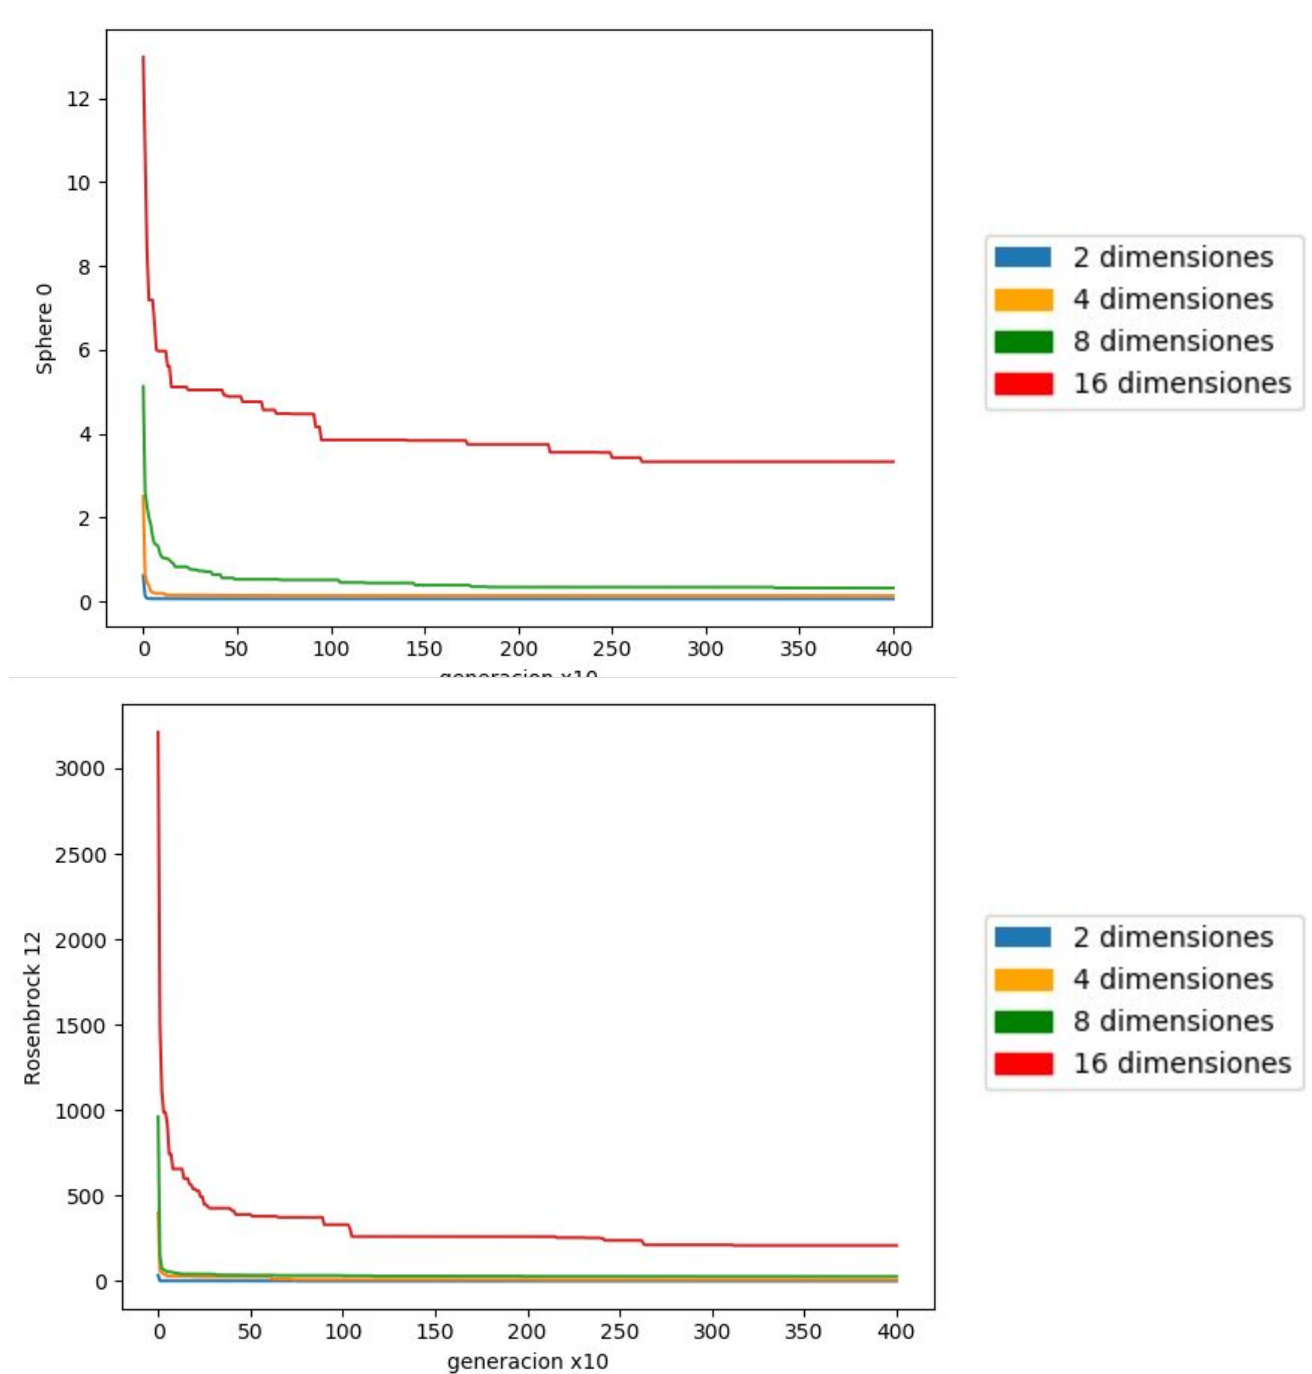 12
10
8
6
4
2
0
Sphere 0
0 50 100 150 200 250 300 350 400
generacion x10
2 dimensiones
4 dimensiones
8 dimensiones
16 dimensiones
3000
2500
2000
1500
1000
500
0
Rosenbrock 12
0 50 100 150 200 250 300 350 400
generacion x10
2 dimensiones
4 dimensiones
8 dimensiones
16 dimensiones